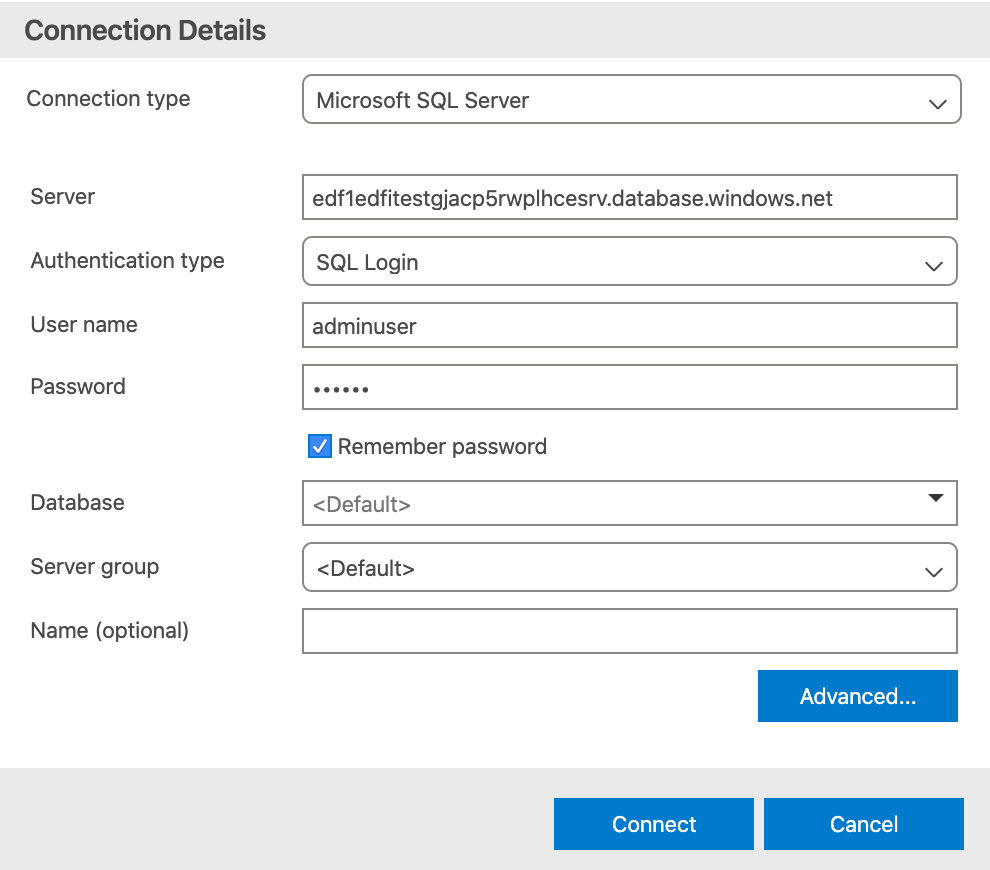 Connection Details
Connection type
Microsoft SQL Server
Server
edf1edfitestgjacp5rwplhcesrv.database.windows.net
Authentication type
SQL Login
User name
adminuser
Password
••••••
Remember password
Database
<Default>
Server group
<Default>
Name (optional)
Advanced...
Connect
Cancel